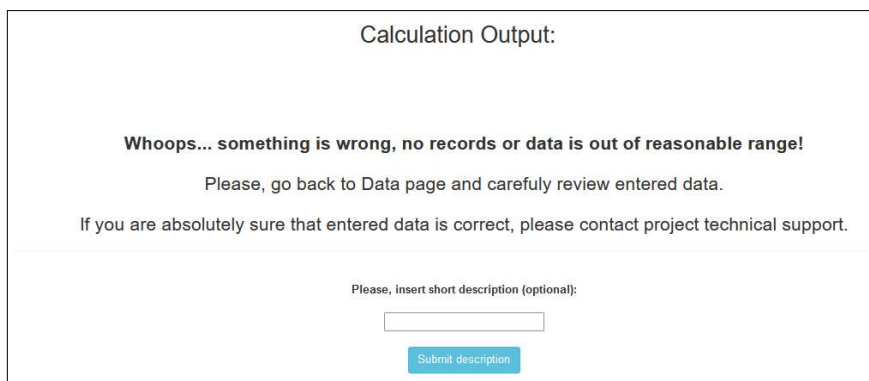 Calculation Output:
Whoops... something is wrong, no records or data is out of reasonable range!
Please, go back to Data page and carefuly review entered data.
If you are absolutely sure that entered data is correct, please contact project technical support.
Please, insert short description (optional):
Submit description